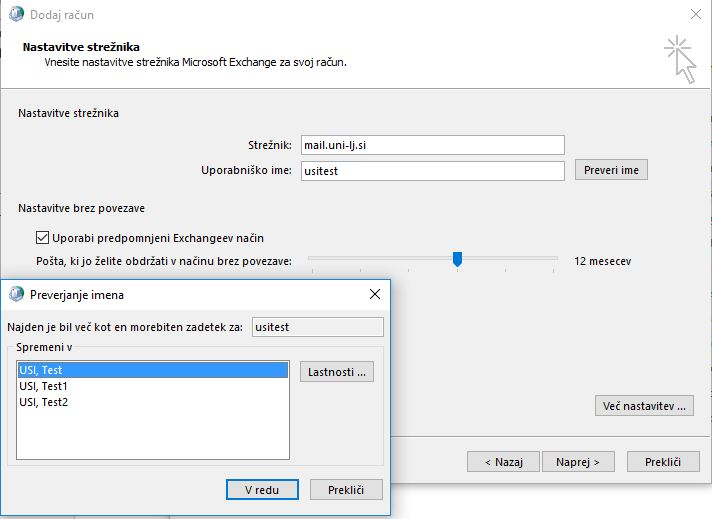 Dodaj račun
Nastavitve strežnika
Vnesite nastavitve strežnika Microsoft Exchange za svoj račun.
Nastavitve strežnika
Strežnik: mail.uni-lj.si
Uporabniško ime: usitest Preveri ime
Nastavitve brez povezave
Uporabi predpomnjeni Exchangeev način
Pošta, ki jo želite obdržati v načinu brez povezave: 12 mesecev
Preverjanje imena
Najden je bil več kot en morebiten zadetek za: usitest
Spremeni v
USI, Test
USI, Test1
USI, Test2
Lastnosti ...
V redu Prekliči
Več nastavitev ...
< Nazaj Naprej > Prekliči